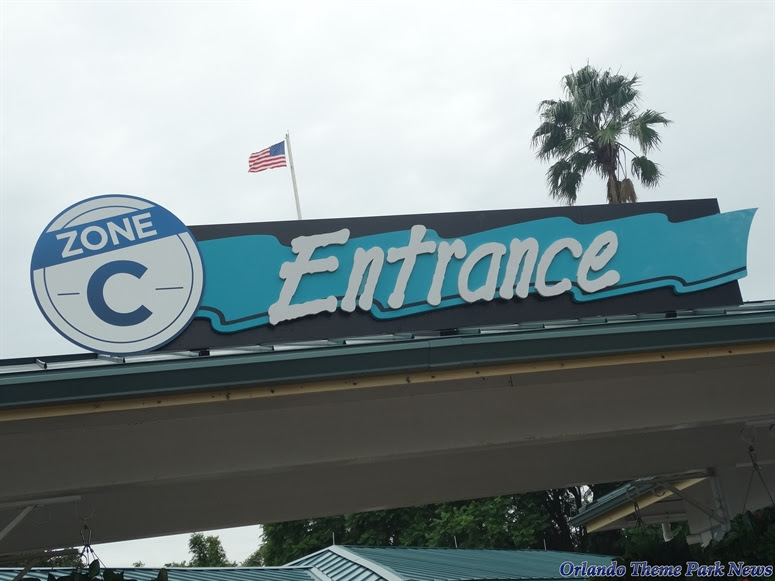 ZONE
C
Entrance
Orlando Theme Park News